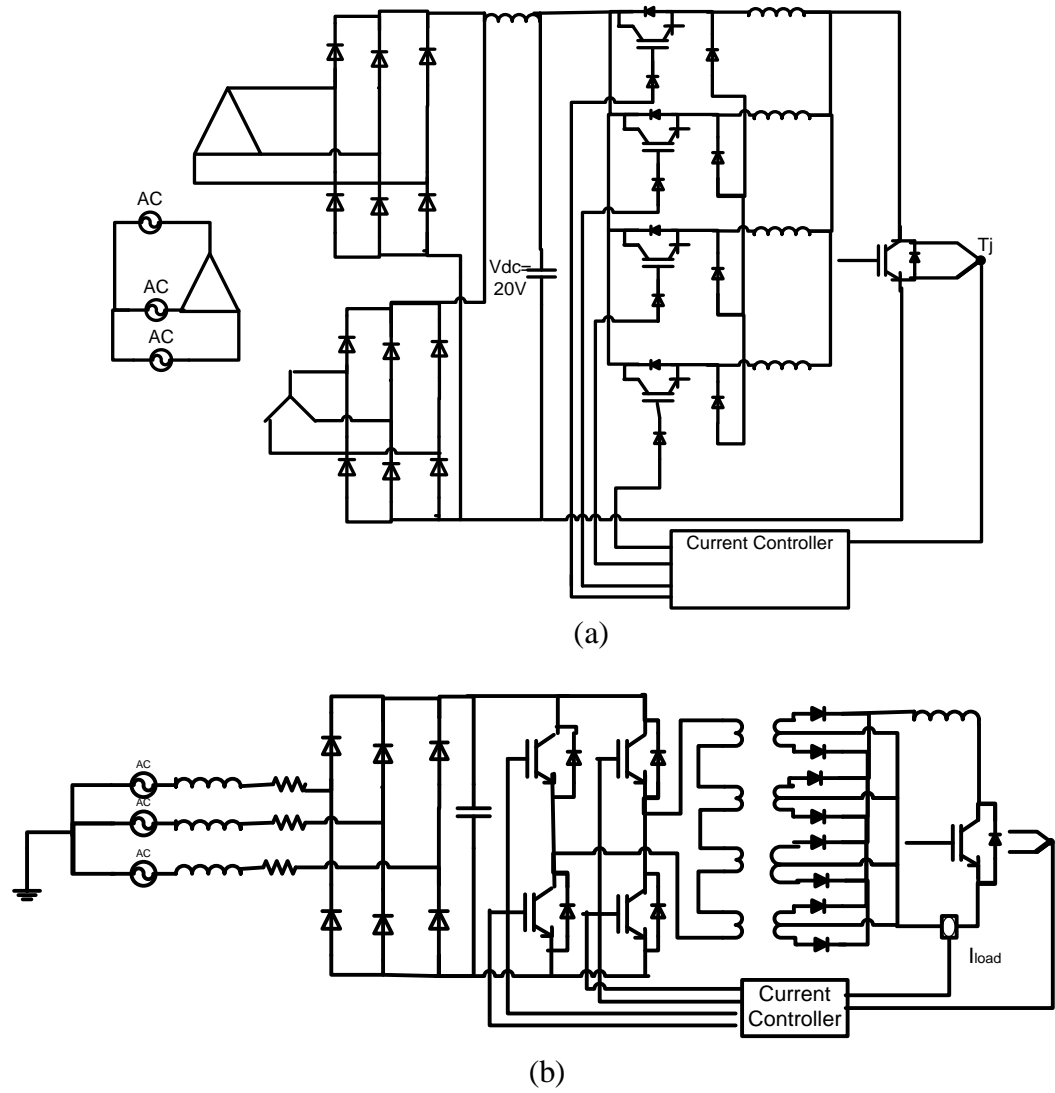 AC
AC
AC
Vdc=
20V
Tj
Current Controller
(a)
AC
AC
AC
Iload
Current
Controller
(b)